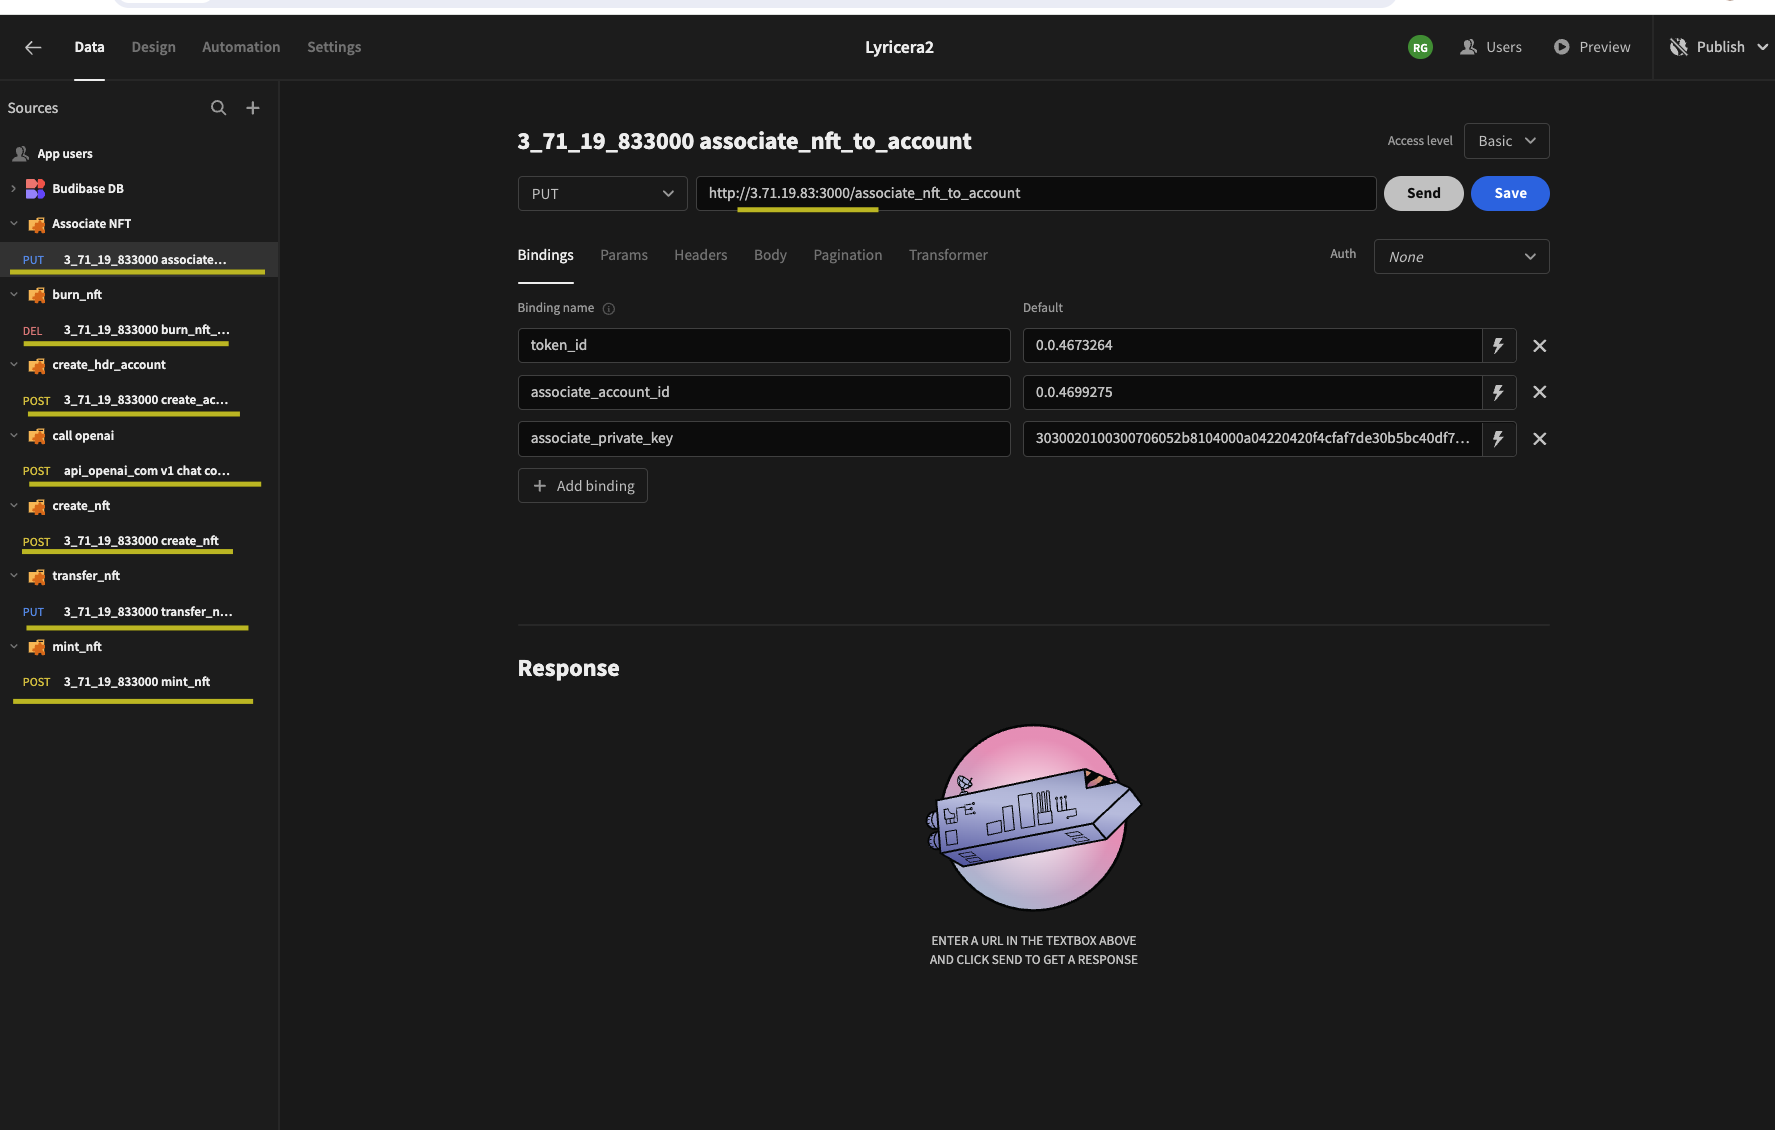 Data Design Automation Settings
Lyricera2
RG Users Preview Publish
Sources
App users
Budibase DB
Associate NFT
PUT 3_71_19_833000 associate...
burn_nft
DEL 3_71_19_833000 burn_nft_...
create_hdr_account
POST 3_71_19_833000 create_ac...
call openai
POST api_openai_com v1 chat co...
create_nft
POST 3_71_19_833000 create_nft
transfer_nft
PUT 3_71_19_833000 transfer_n...
mint_nft
POST 3_71_19_833000 mint_nft
3_71_19_833000 associate_nft_to_account
Access level Basic
PUT http://3.71.19.83:3000/associate_nft_to_account Send Save
Bindings Params Headers Body Pagination Transformer
Auth None
Binding name Default
token_id 0.0.4673264
associate_account_id 0.0.4699275
associate_private_key 3030020100300706052b8104000a04220420f4cfaf7de30b5bc40df7...
Add binding
Response
ENTER A URL IN THE TEXTBOX ABOVE
AND CLICK SEND TO GET A RESPONSE